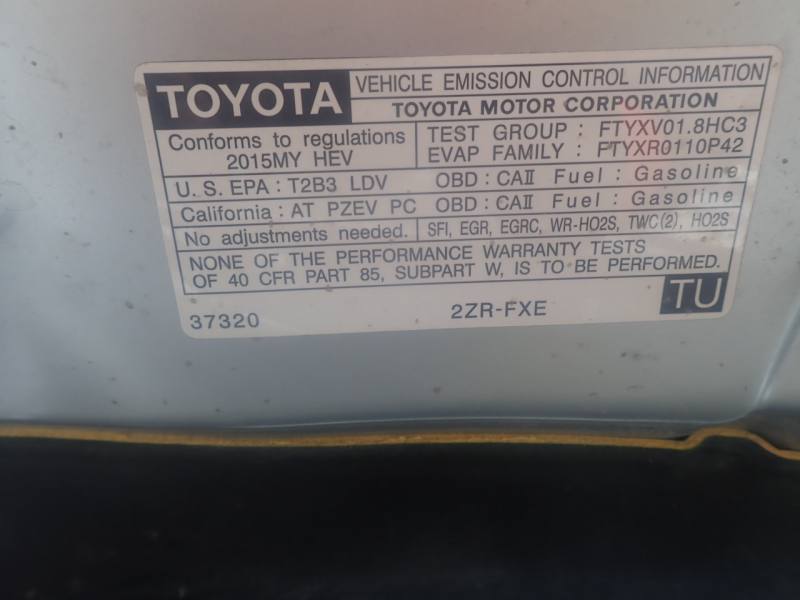 TOYOTA
VEHICLE EMISSION CONTROL INFORMATION
TOYOTA MOTOR CORPORATION
Conforms to regulations
2015MY HEV
TEST GROUP : FTYXV01.8HC3
EVAP FAMILY : FTYXR0110P42
U. S. EPA : T2B3 LDV OBD : CAII Fuel : Gasoline
California : AT PZEV PC OBD : CAII Fuel : Gasoline
No adjustments needed.
SFI, EGR, EGRC, WR-HO2S, TWC(2), HO2S
NONE OF THE PERFORMANCE WARRANTY TESTS
OF 40 CFR PART 85, SUBPART W, IS TO BE PERFORMED.
37320 2ZR-FXE TU